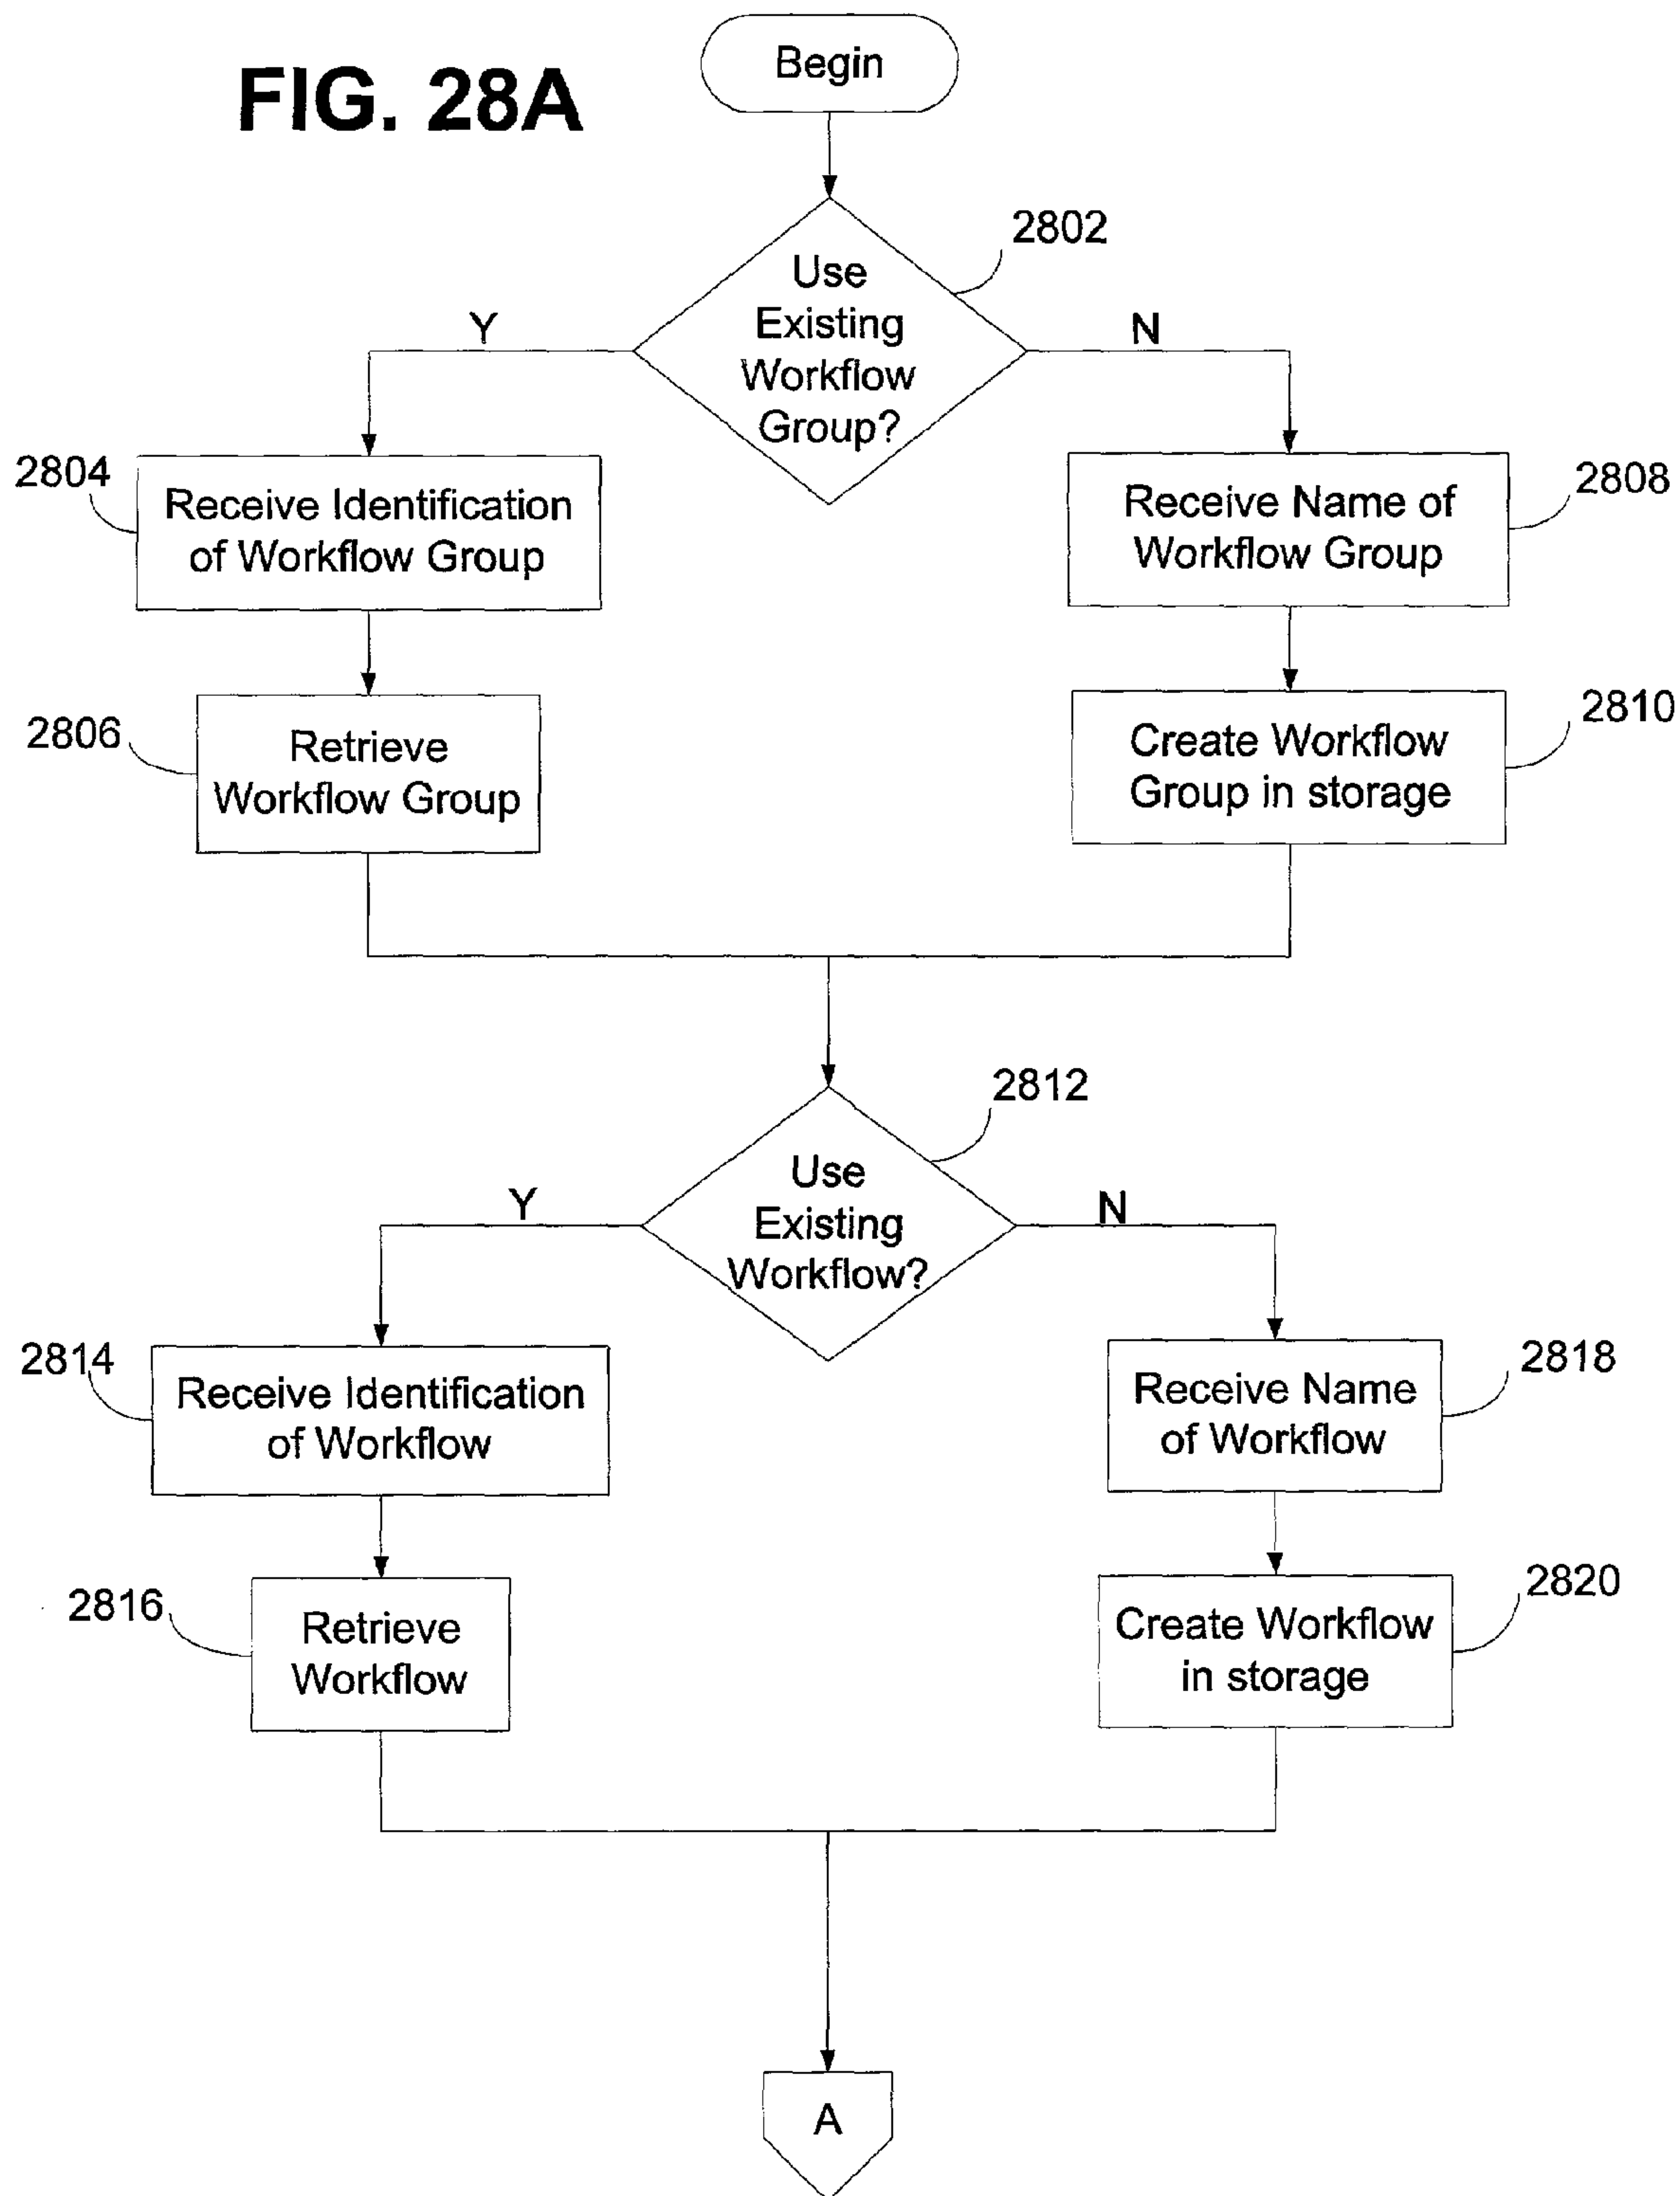 FIG. 28A
Begin
2802
Use
Existing
Workflow
Group?
Y
N
2804
Receive Identification
of Workflow Group
2808
Receive Name of
Workflow Group
2806
Retrieve
Workflow Group
2810
Create Workflow
Group in storage
2812
Use
Existing
Workflow?
Y
N
2814
Receive Identification
of Workflow
2818
Receive Name
of Workflow
2816
Retrieve
Workflow
2820
Create Workflow
in storage
A